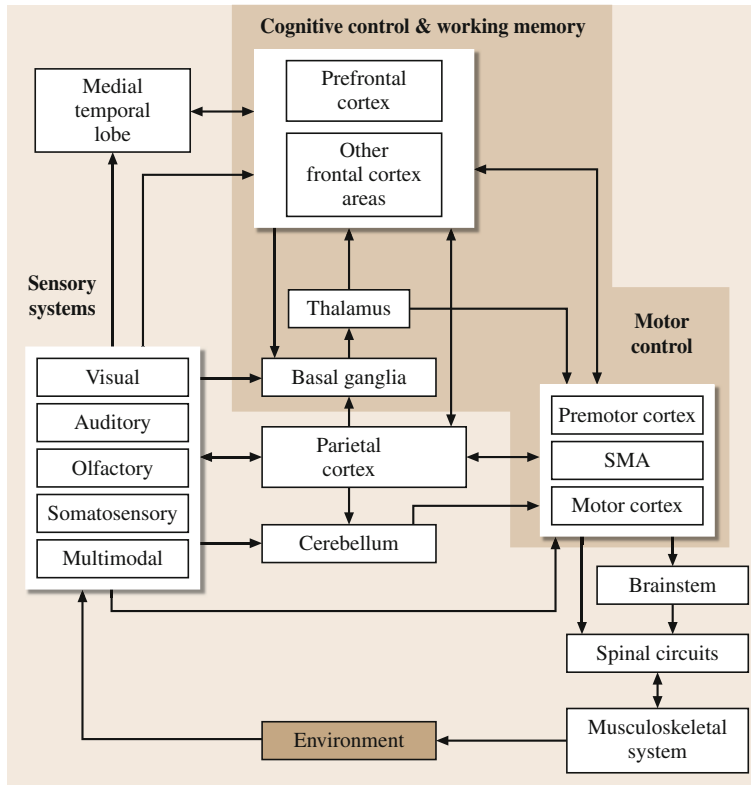 Cognitive control & working memory
Medial
temporal
lobe
Prefrontal
cortex
Other
frontal cortex
areas
Sensory
systems
Thalamus
Motor
control
Visual
Basal ganglia
Auditory
Premotor cortex
Parietal
cortex
Olfactory
SMA
Somatosensory
Motor cortex
Multimodal
Cerebellum
Brainstem
Spinal circuits
Environment
Musculoskeletal
system